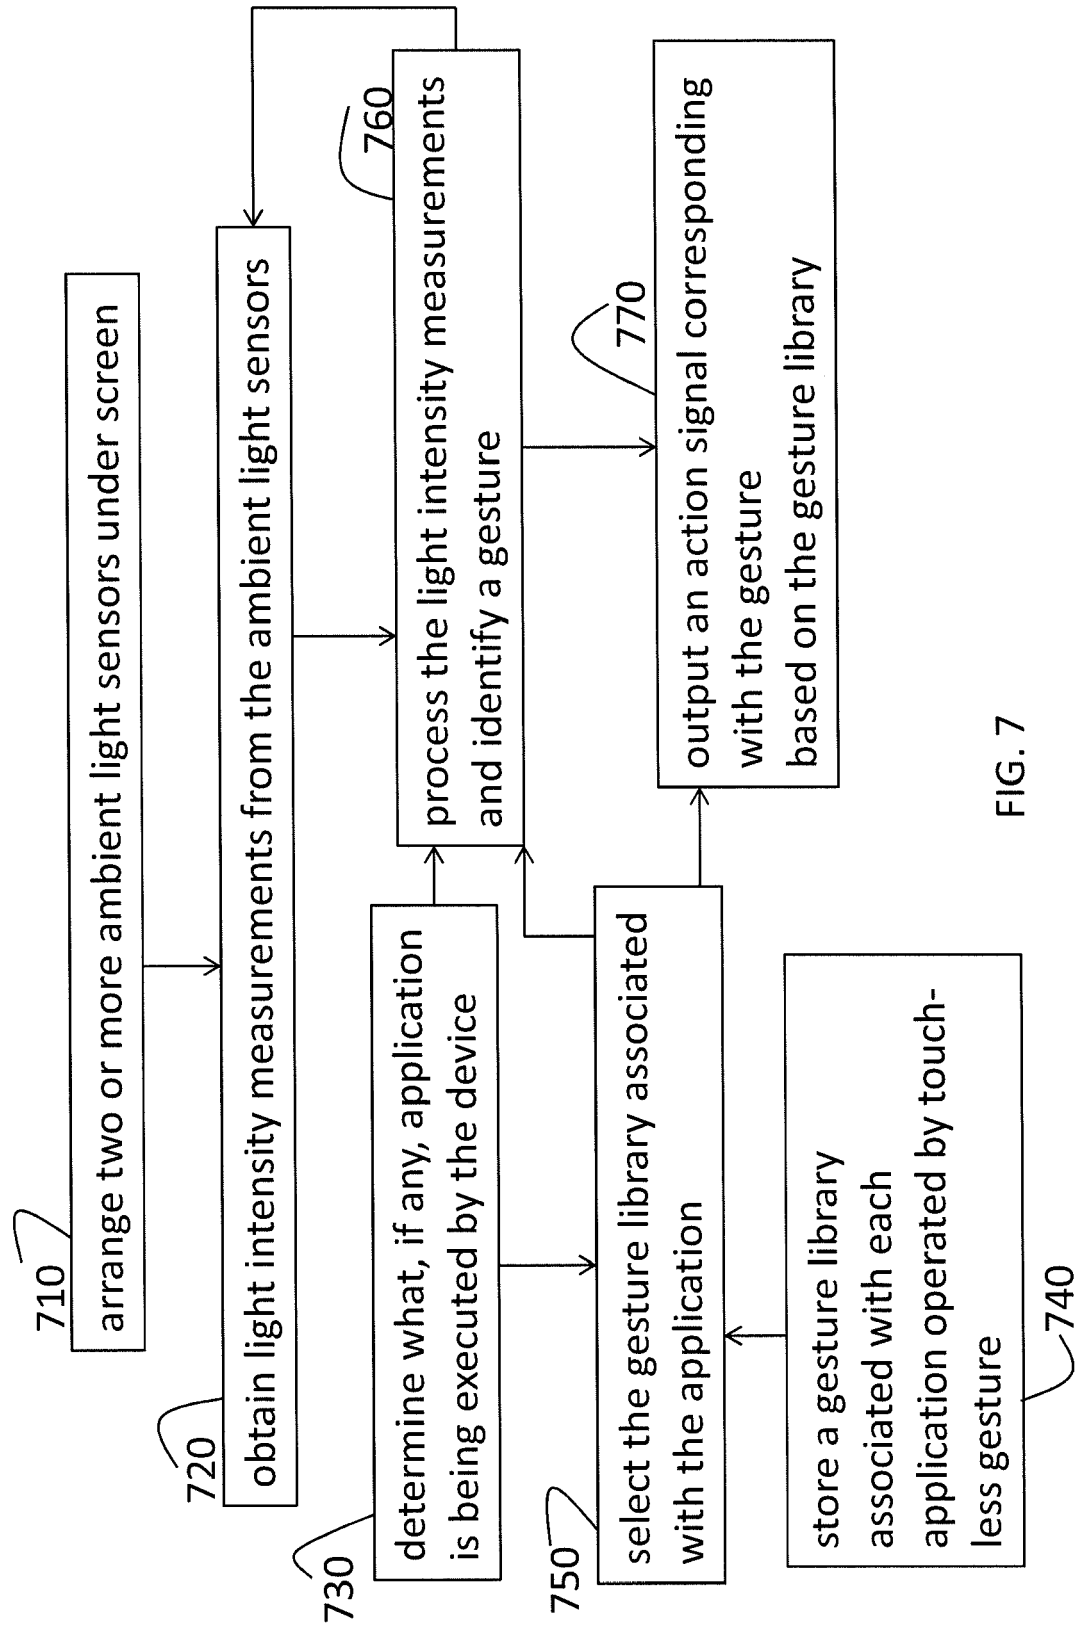 710
arrange two or more ambient light sensors under screen
720
obtain light intensity measurements from the ambient light sensors
730
determine what, if any, application
is being executed by the device
760
process the light intensity measurements
and identify a gesture
750
select the gesture library associated
with the application
770
output an action signal corresponding
with the gesture
based on the gesture library
store a gesture library
associated with each
application operated by touch-
less gesture
740
FIG. 7